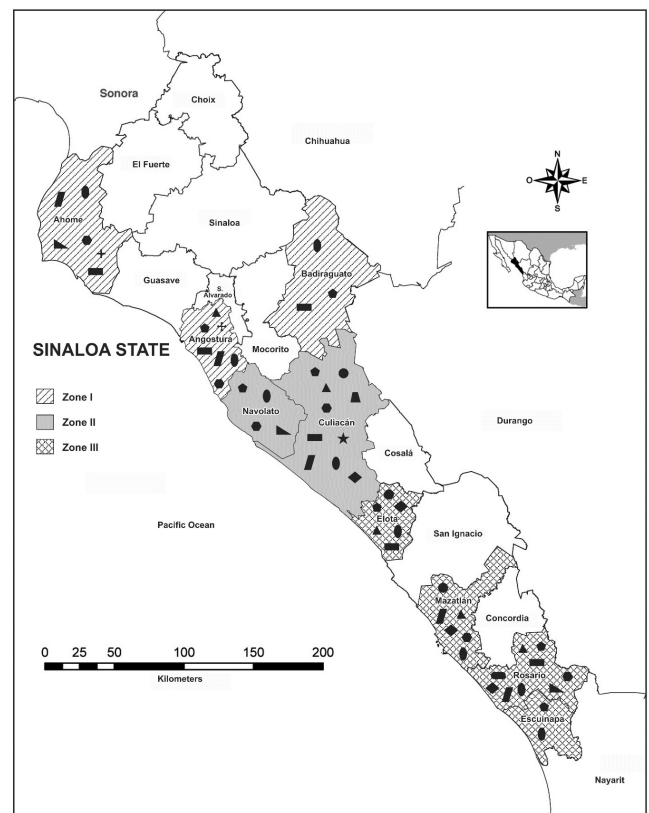 Sonora
Choix
Chihuahua
El Fuerte
N
O
E
S
Ahome
Sinaloa
Badiraguato
Guasave
S.
Alvarado
Angostura
Mocorito
SINALOA STATE
Zone I
Zone II
Zone III
Navolato
Culiacán
Durango
Cosalá
Elota
Pacific Ocean
San Ignacio
Mazatlán
Concordia
0 25 50 100 150 200
Kilometers
Rosario
Escuinapa
Nayarit